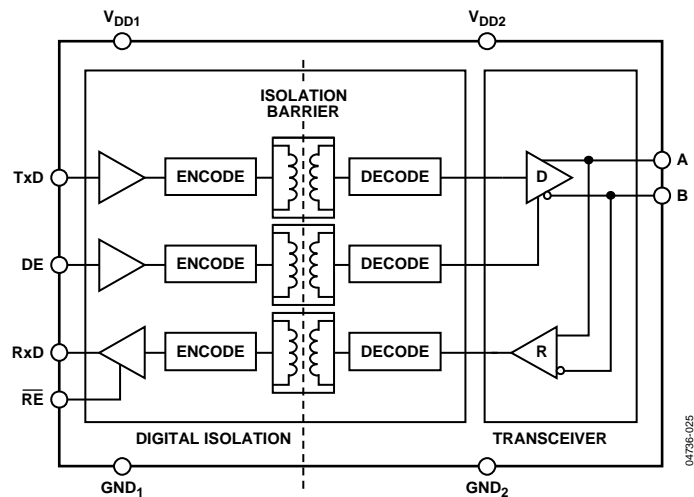 VDD1 VDD2
ISOLATION
BARRIER
TxD ENCODE DECODE D A
B
DE ENCODE DECODE
RxD ENCODE DECODE R
RE
DIGITAL ISOLATION TRANSCEIVER
GND1 GND2
04736-025